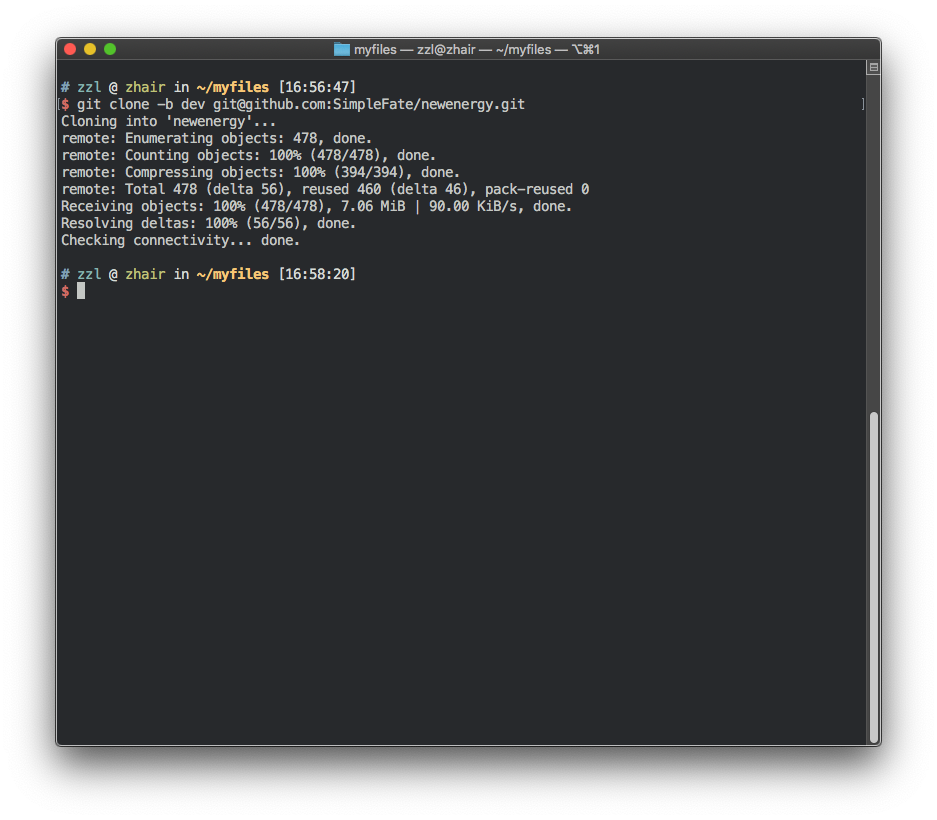 myfiles — zzl@zhair — ~/myfiles — ⌥⌘1
# zzl @ zhair in ~/myfiles [16:56:47]
$ git clone -b dev git@github.com:SimpleFate/newenergy.git
Cloning into 'newenergy'...
remote: Enumerating objects: 478, done.
remote: Counting objects: 100% (478/478), done.
remote: Compressing objects: 100% (394/394), done.
remote: Total 478 (delta 56), reused 460 (delta 46), pack-reused 0
Receiving objects: 100% (478/478), 7.06 MiB | 90.00 KiB/s, done.
Resolving deltas: 100% (56/56), done.
Checking connectivity... done.
# zzl @ zhair in ~/myfiles [16:58:20]
$